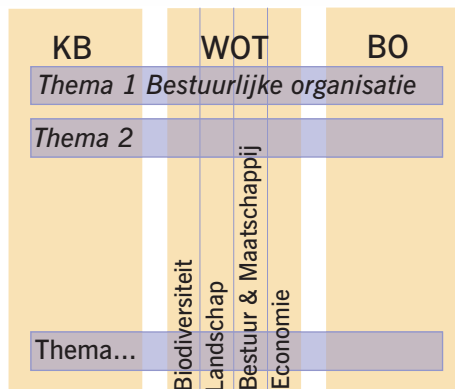 KB WOT BO
Thema 1 Bestuurlijke organisatie
Thema 2
Thema...
Biodiversiteit
Landschap
Bestuur & Maatschappij
Economie